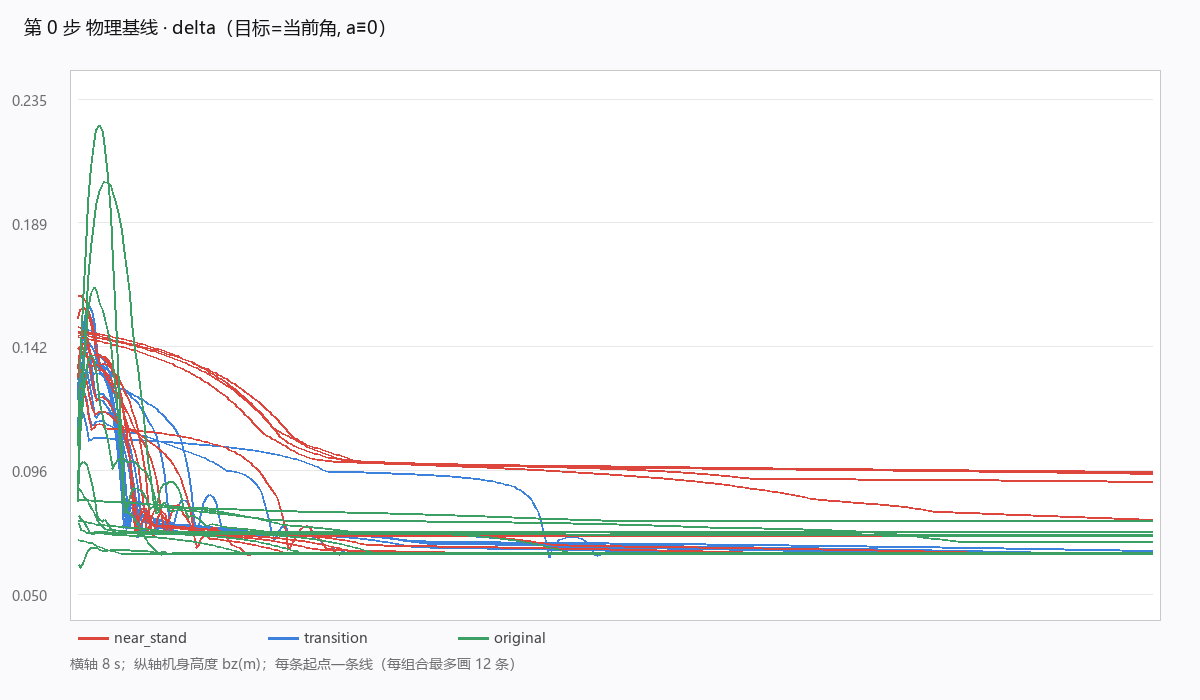 第 0 步 物理基线 · delta（目标=当前角, a≡0）
0.235
0.189
0.142
0.096
0.050
near_stand transition original
横轴 8 s；纵轴机身高度 bz(m)；每条起点一条线（每组合最多画 12 条）